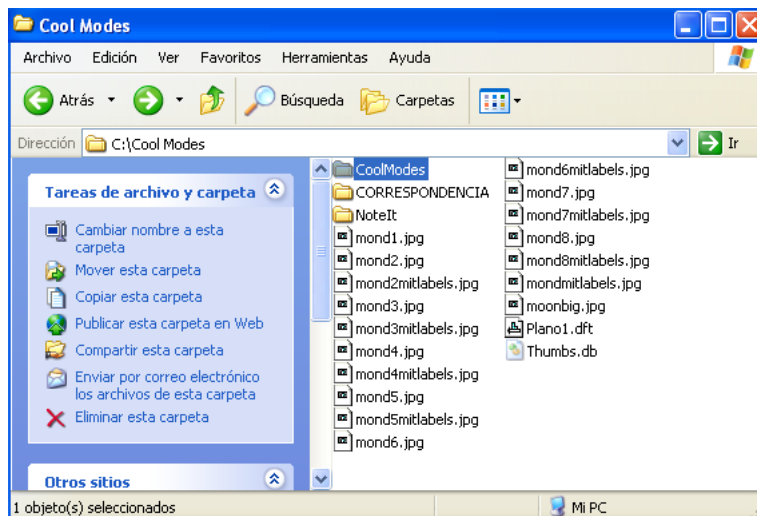 Cool Modes
Archivo Edición Ver Favoritos Herramientas Ayuda
Atrás Búsqueda Carpetas
Dirección C:\Cool Modes Ir
Tareas de archivo y carpeta
Cambiar nombre a esta
carpeta
Mover esta carpeta
Copiar esta carpeta
Publicar esta carpeta en Web
Compartir esta carpeta
Enviar por correo electrónico
los archivos de esta carpeta
Eliminar esta carpeta
Otros sitios
CoolModes
CORRESPONDENCIA
NoteIt
mond1.jpg
mond2.jpg
mond2mitlabels.jpg
mond3.jpg
mond3mitlabels.jpg
mond4.jpg
mond4mitlabels.jpg
mond5.jpg
mond5mitlabels.jpg
mond6.jpg
mond6mitlabels.jpg
mond7.jpg
mond7mitlabels.jpg
mond8.jpg
mond8mitlabels.jpg
mondmitlabels.jpg
moonbig.jpg
Plano1.dft
Thumbs.db
1 objeto(s) seleccionados Mi PC